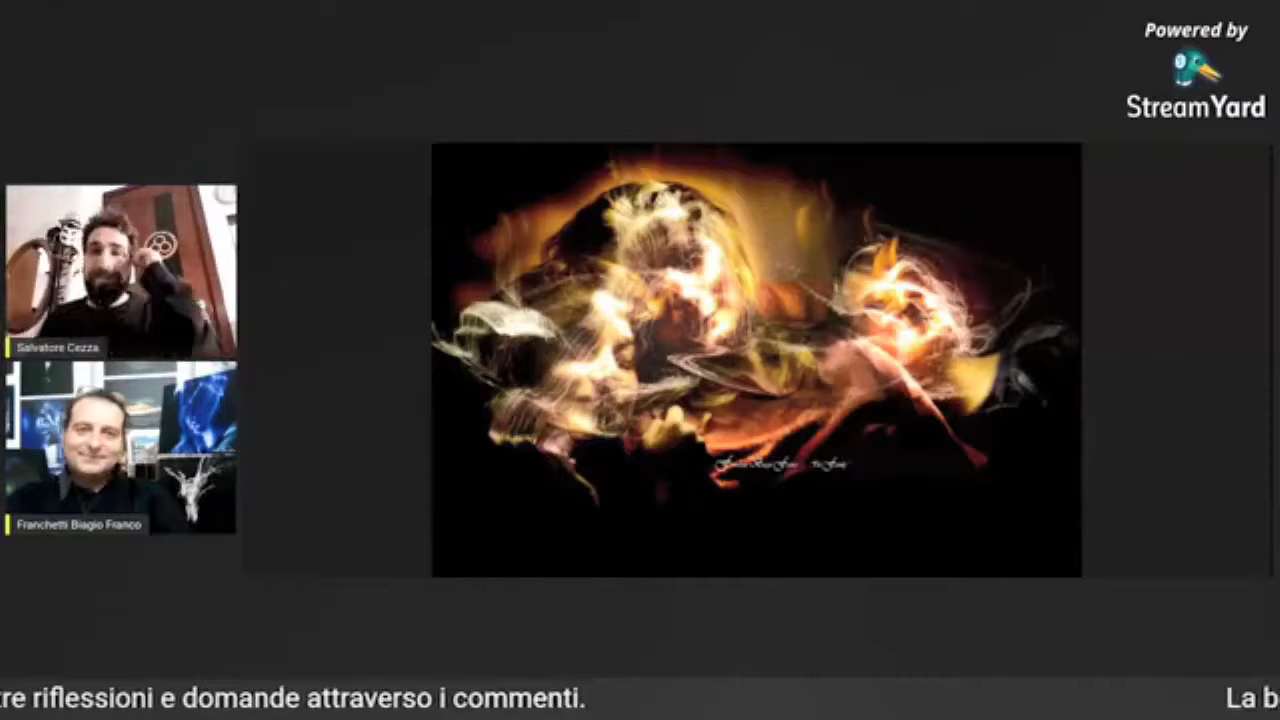 Powered by
StreamYard
Salvatore Cezza
Franchetti Biagio Franco
tre riflessioni e domande attraverso i commenti.
La b